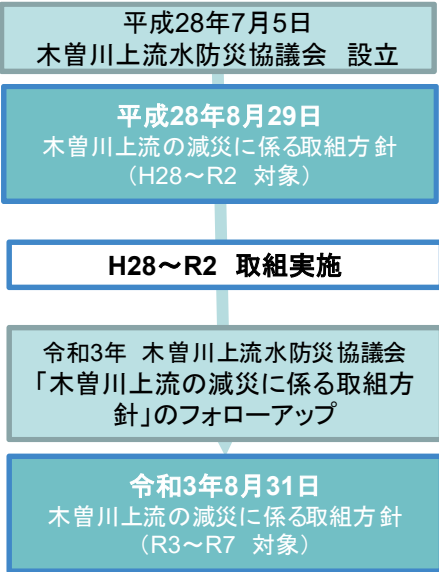 平成28年7月5日
木曽川上流水防災協議会　設立
平成28年8月29日
木曽川上流の減災に係る取組方針
（H28～R2　対象）
H28～R2　取組実施
令和3年　木曽川上流水防災協議会
「木曽川上流の減災に係る取組方
針」のフォローアップ
令和3年8月31日
木曽川上流の減災に係る取組方針
（R3～R7　対象）